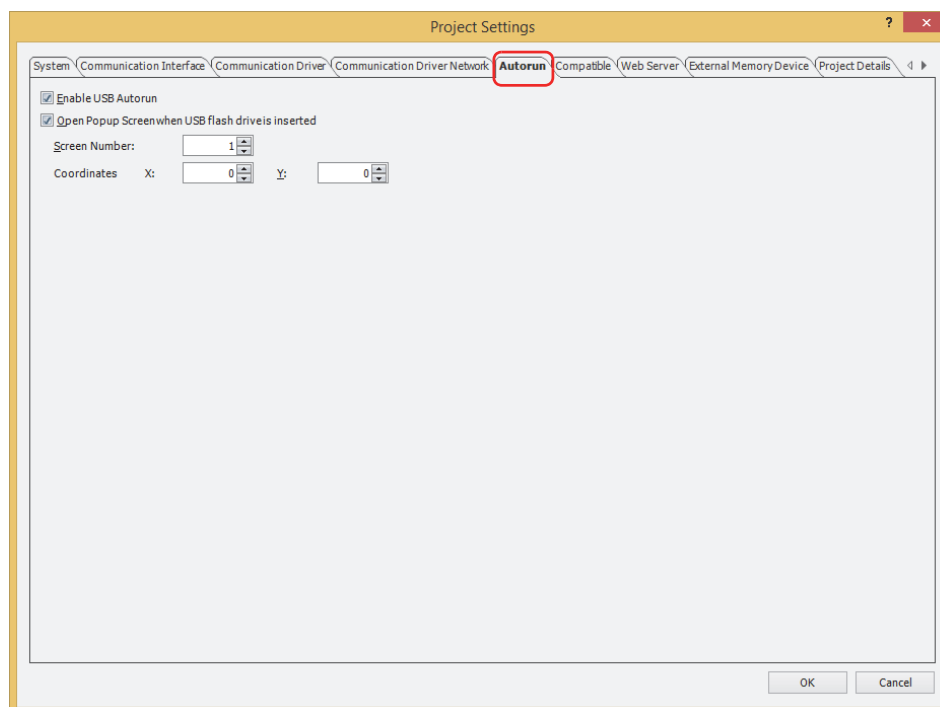 Project Settings
?
System Communication Interface Communication Driver Communication Driver Network Autorun Compatible Web Server External Memory Device Project Details
Enable USB Autorun
Open Popup Screen when USB flash drive is inserted
Screen Number: 1
Coordinates X: 0 Y: 0
OK Cancel